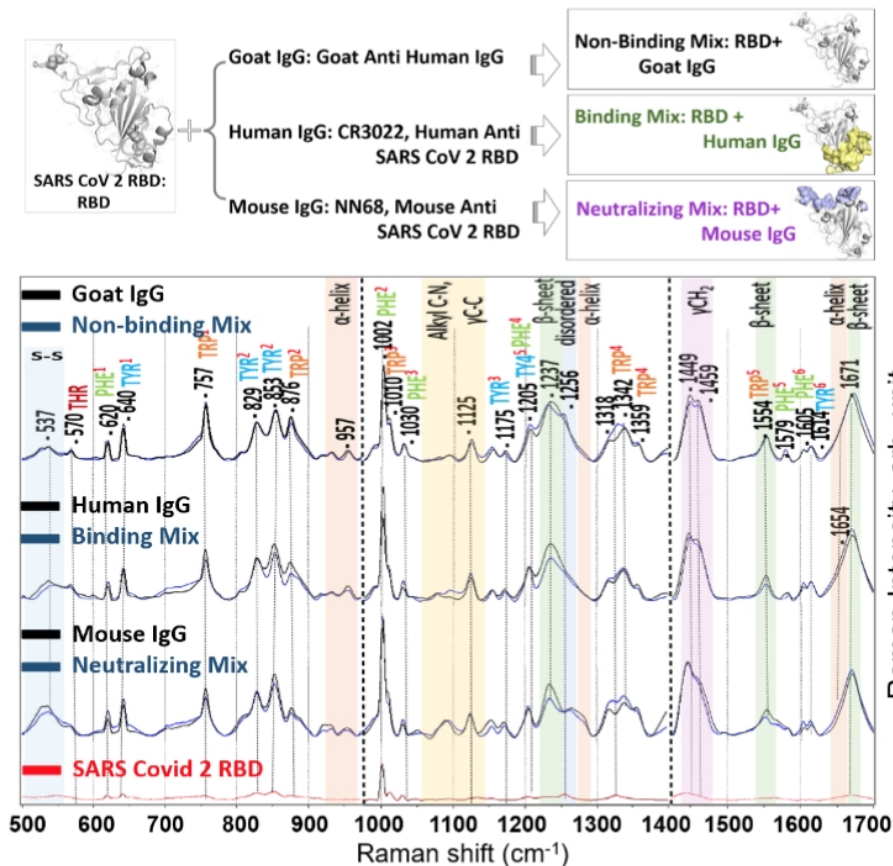 Goat IgG: Goat Anti Human IgG
Non-Binding Mix: RBD+
Goat IgG
Human IgG: CR3022, Human Anti
SARS CoV 2 RBD
Binding Mix: RBD +
Human IgG
SARS CoV 2 RBD:
RBD
Mouse IgG: NN68, Mouse Anti
SARS CoV 2 RBD
Neutralizing Mix: RBD+
Mouse IgG
Goat IgG
Non-binding Mix
S-S
537
570 THR
620 PHE1
640 TYR1
757 TRP1
829 TYR2
853 TYR2
876 TRP2
α-helix
957
1002 PHE2
1010 TRP3
1030 PHE3
Alkyl C-N,
γC-C
1125
1175 TYR3
1205 TY45 PHE4
β-sheet
1237
disordered
1256
α-helix
1318
1342 TRP4
1359 TRP4
γCH2
1449
1459
β-sheet
1554 TRP5
1579 PHE5
1605 PHE6
1614 TYR6
α-helix
β-sheet
1671
Human IgG
Binding Mix
1654
Mouse IgG
Neutralizing Mix
SARS Covid 2 RBD
500 600 700 800 900 1000 1100 1200 1300 1400 1500 1600 1700
Raman shift (cm-1)